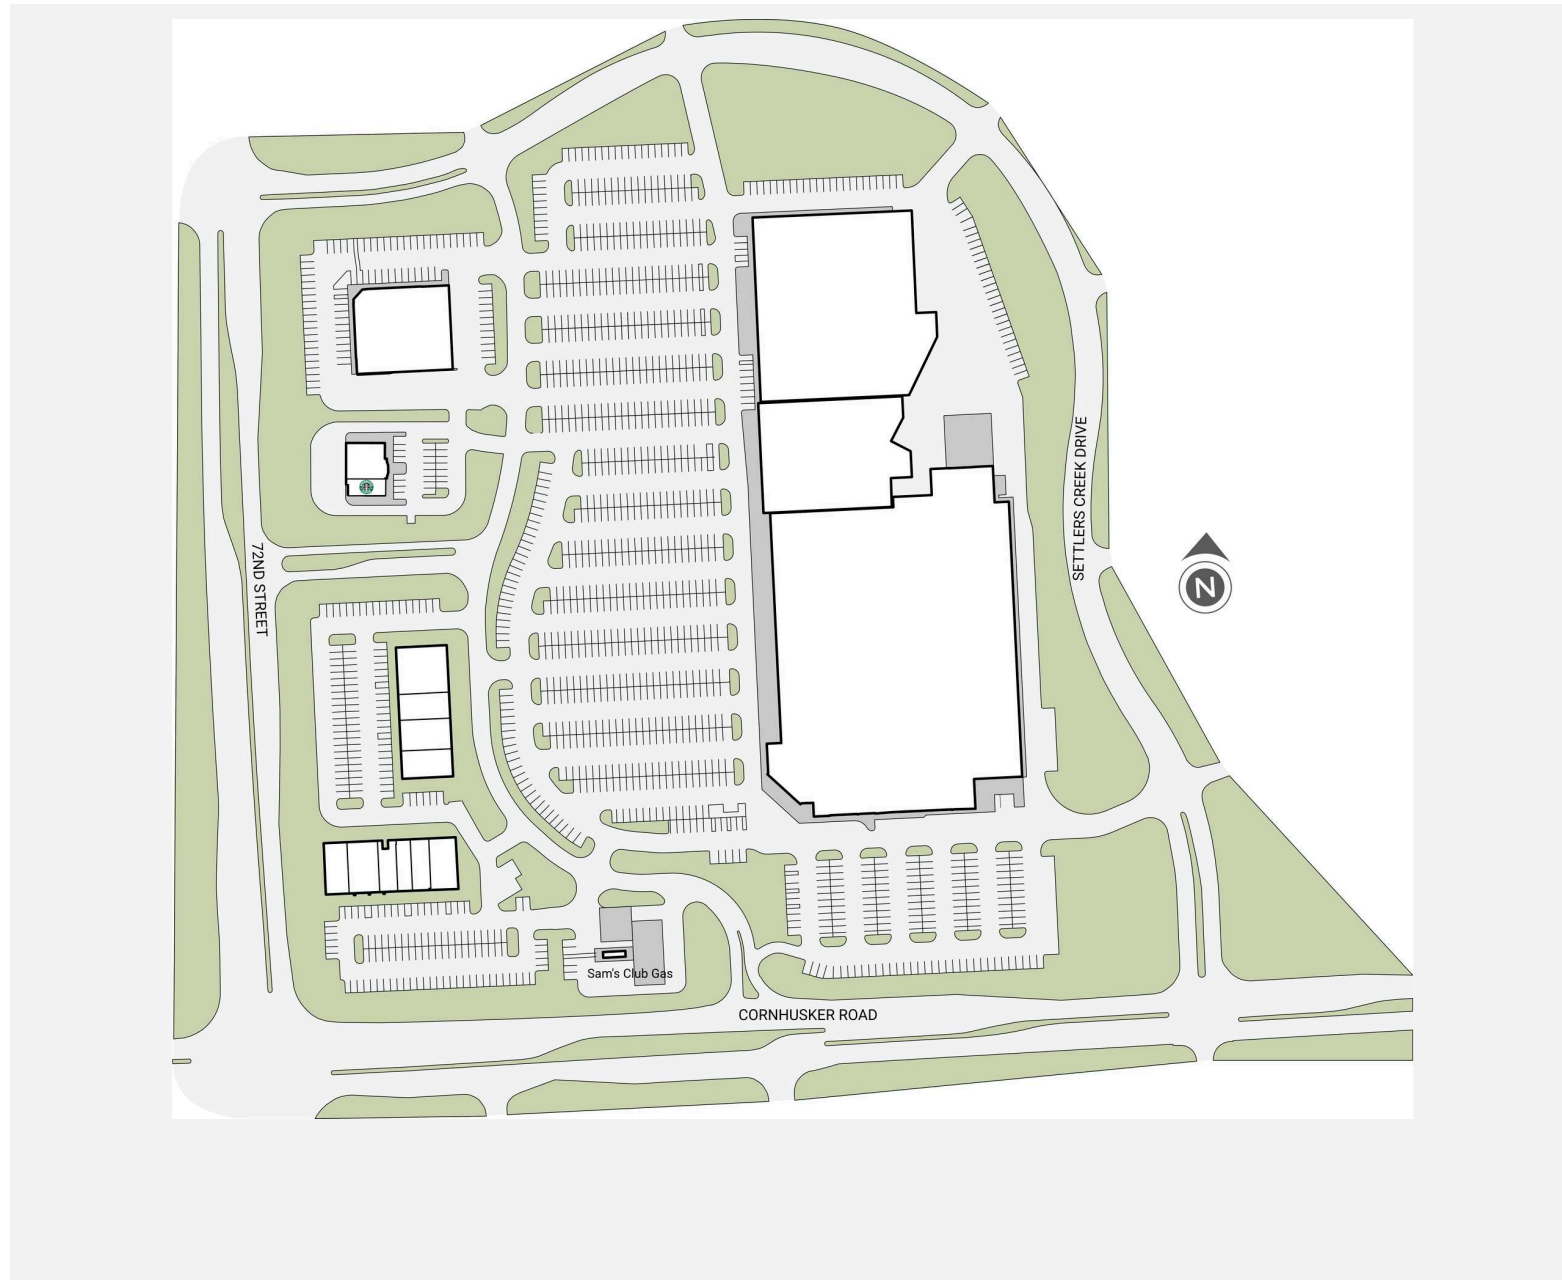 SETTLERS CREEK DRIVE
72ND STREET
N
Sam's Club Gas
CORNHUSKER ROAD